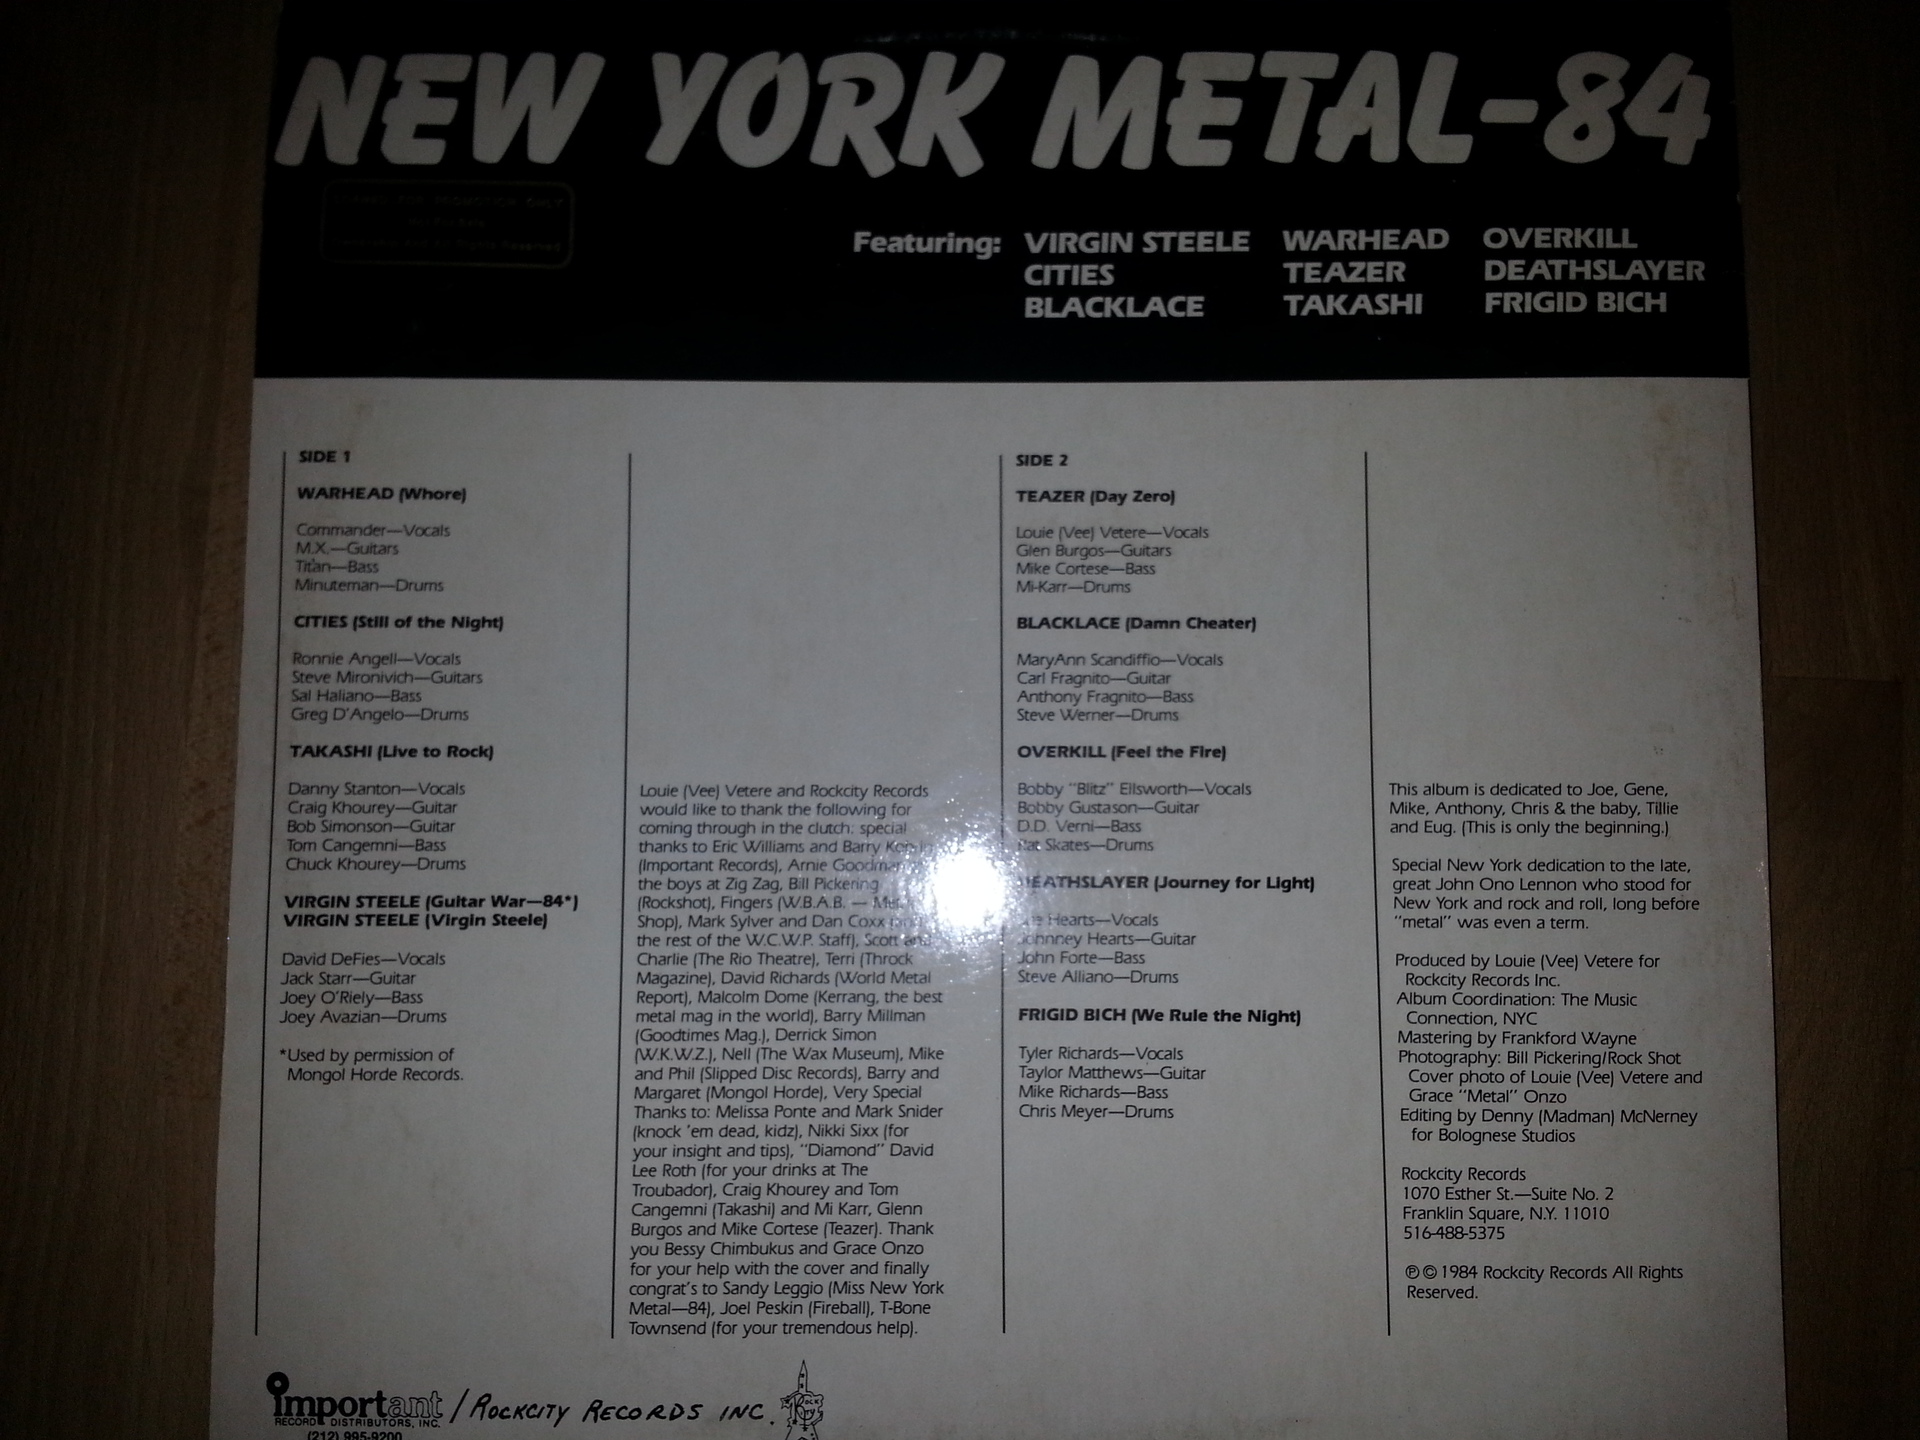 NEW YORK METAL-84
LOANED FOR PROMOTION ONLY
Featuring: VIRGIN STEELE WARHEAD OVERKILL
CITIES TEAZER DEATHSLAYER
BLACKLACE TAKASHI FRIGID BICH
SIDE 1
WARHEAD (Whore)
Commander—Vocals
M.X.—Guitars
Titan—Bass
Minuteman—Drums
CITIES (Still of the Night)
Ronnie Angell—Vocals
Steve Mironivich—Guitars
Sal Haliano—Bass
Greg D'Angelo—Drums
TAKASHI (Live to Rock)
Danny Stanton—Vocals
Craig Khourey—Guitar
Bob Simonson—Guitar
Tom Cangemni—Bass
Chuck Khourey—Drums
VIRGIN STEELE (Guitar War—84*)
VIRGIN STEELE (Virgin Steele)
David DeFies—Vocals
Jack Starr—Guitar
Joey O'Riely—Bass
Joey Avazian—Drums
*Used by permission of
Mongol Horde Records.
Louie (Vee) Vetere and Rockcity Records
would like to thank the following for
coming through in the clutch: special
thanks to Eric Williams and Barry
(Important Records), Arnie
the boys at Zig Zag, Bill Pickering
(Rockshot), Fingers (W.B.A.B. —
Shop), Mark Sylver and Dan Coxx
the rest of the W.C.W.P. Staff), Scott and
Charlie (The Rio Theatre), Terri (Throck
Magazine), David Richards (World Metal
Report), Malcolm Dome (Kerrang, the best
metal mag in the world), Barry Millman
(Goodtimes Mag.), Derrick Simon
(W.K.W.Z.), Nell (The Wax Museum), Mike
and Phil (Slipped Disc Records), Barry and
Margaret (Mongol Horde), Very Special
Thanks to: Melissa Ponte and Mark Snider
(knock 'em dead, kidz), Nikki Sixx (for
your insight and tips), "Diamond" David
Lee Roth (for your drinks at The
Troubador), Craig Khourey and Tom
Cangemni (Takashi) and Mi Karr, Glenn
Burgos and Mike Cortese (Teazer). Thank
you Bessy Chimbukus and Grace Onzo
for your help with the cover and finally
congrat's to Sandy Leggio (Miss New York
Metal—84), Joel Peskin (Fireball), T-Bone
Townsend (for your tremendous help).
SIDE 2
TEAZER (Day Zero)
Louie (Vee) Vetere—Vocals
Glen Burgos—Guitars
Mike Cortese—Bass
Mi-Karr—Drums
BLACKLACE (Damn Cheater)
MaryAnn Scandiffio—Vocals
Carl Fragnito—Guitar
Anthony Fragnito—Bass
Steve Werner—Drums
OVERKILL (Feel the Fire)
Bobby "Blitz" Ellsworth—Vocals
Bobby Gustason—Guitar
D.D. Verni—Bass
Rat Skates—Drums
DEATHSLAYER (Journey for Light)
Hearts—Vocals
Johnney Hearts—Guitar
John Forte—Bass
Steve Alliano—Drums
FRIGID BICH (We Rule the Night)
Tyler Richards—Vocals
Taylor Matthews—Guitar
Mike Richards—Bass
Chris Meyer—Drums
This album is dedicated to Joe, Gene,
Mike, Anthony, Chris & the baby, Tillie
and Eug. (This is only the beginning.)
Special New York dedication to the late,
great John Ono Lennon who stood for
New York and rock and roll, long before
"metal" was even a term.
Produced by Louie (Vee) Vetere for
Rockcity Records Inc.
Album Coordination: The Music
Connection, NYC
Mastering by Frankford Wayne
Photography: Bill Pickering/Rock Shot
Cover photo of Louie (Vee) Vetere and
Grace "Metal" Onzo
Editing by Denny (Madman) McNerney
for Bolognese Studios
Rockcity Records
1070 Esther St.—Suite No. 2
Franklin Square, N.Y. 11010
516-488-5375
℗ © 1984 Rockcity Records All Rights
Reserved.
important / ROCKCITY RECORDS INC.
RECORD DISTRIBUTORS, INC.
(212) 995-9200